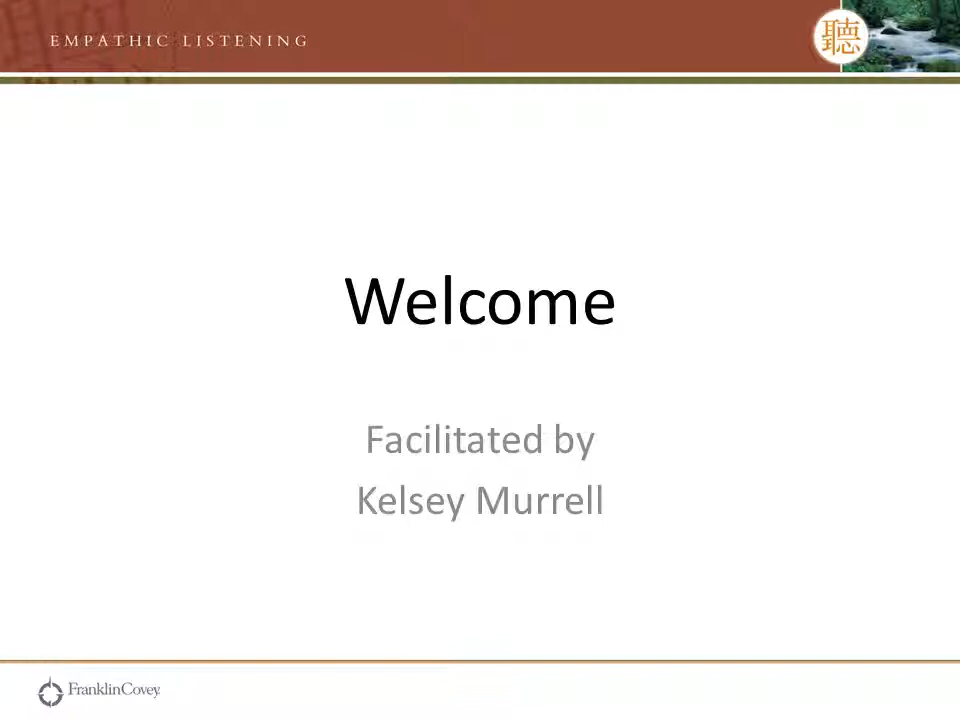 EMPATHIC LISTENING
聽
Welcome
Facilitated by
Kelsey Murrell
FranklinCovey